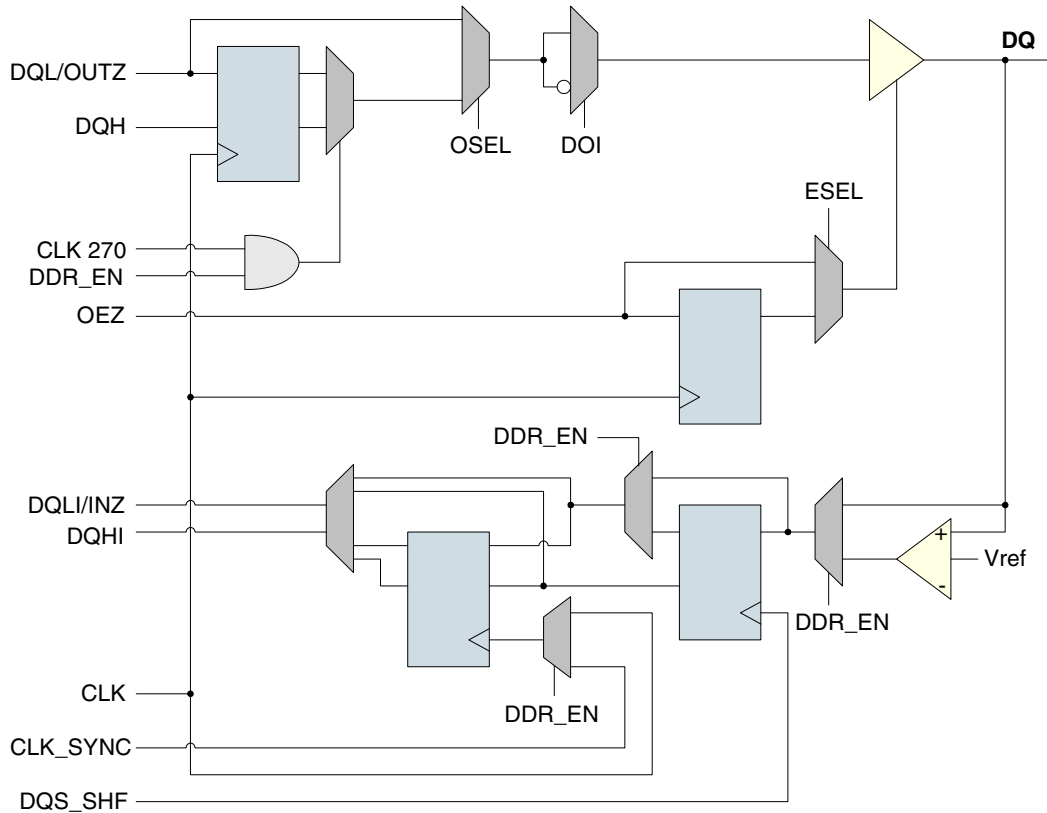 DQ
DQL/OUTZ
DQH
OSEL
DOI
ESEL
CLK 270
DDR_EN
OEZ
DDR_EN
DQLI/INZ
DQHI
+
Vref
-
DDR_EN
CLK
DDR_EN
CLK_SYNC
DQS_SHF